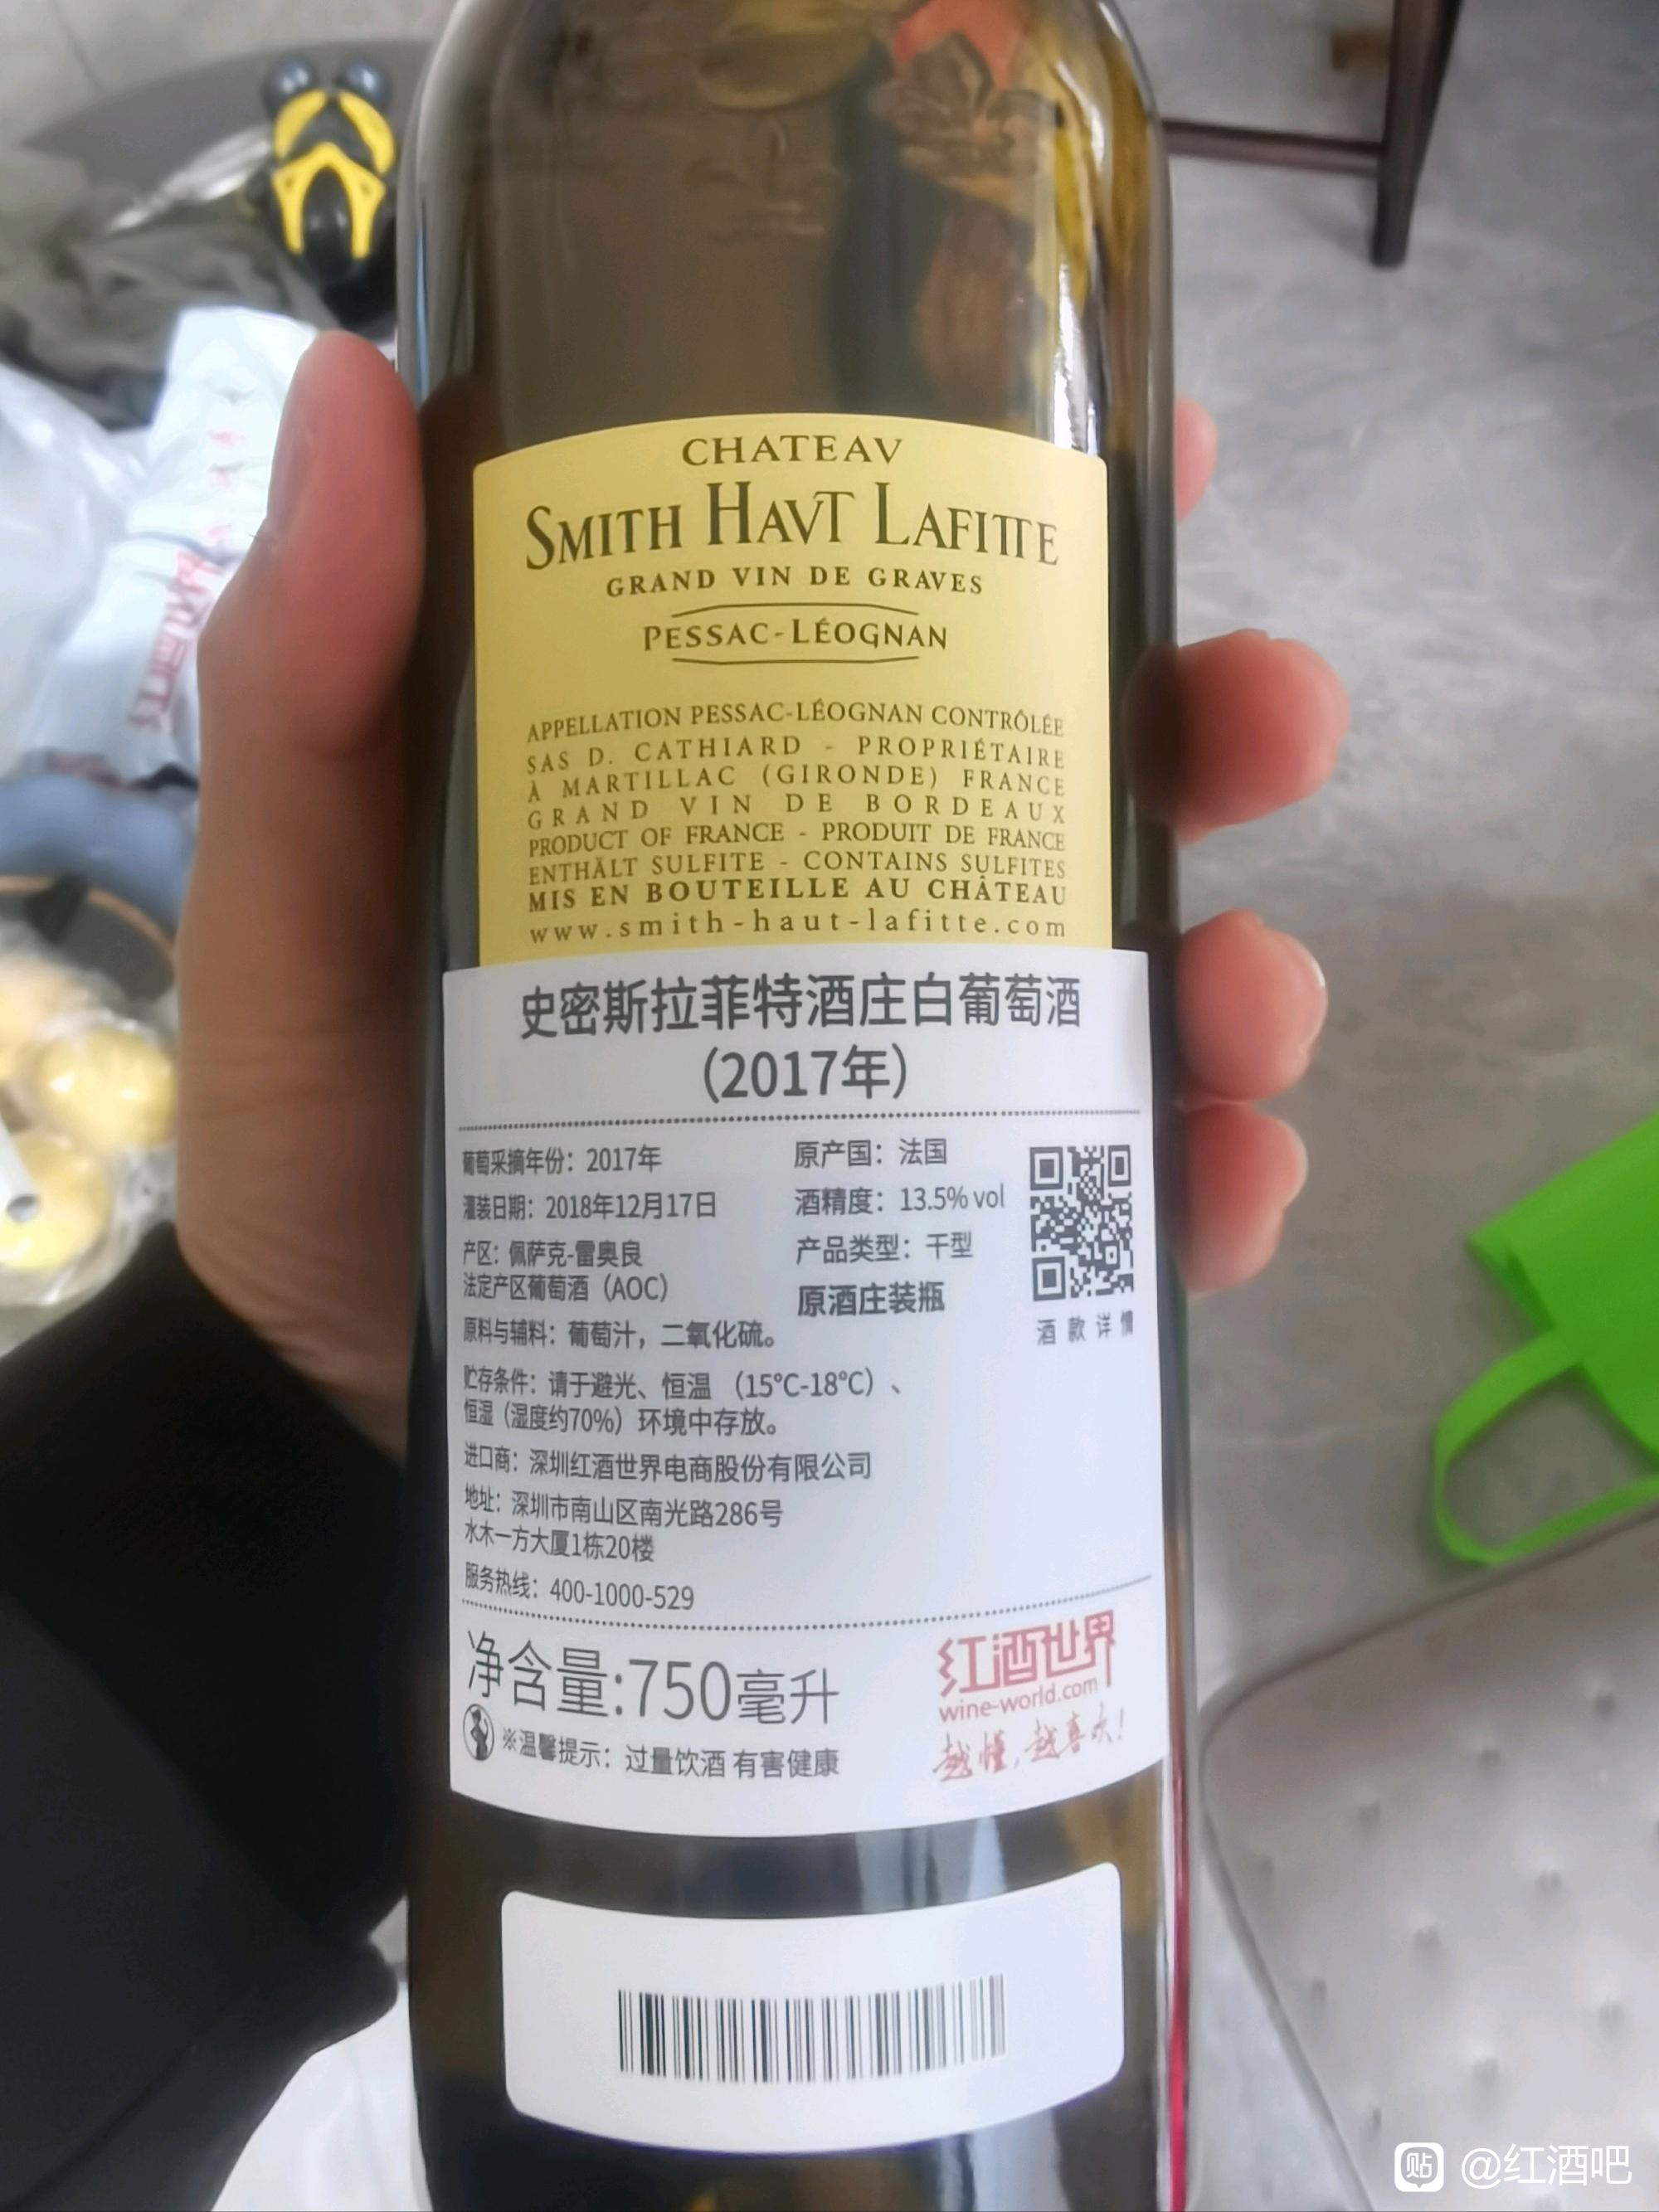 CHATEAV
SMITH HAVT LAFITTE
GRAND VIN DE GRAVES
PESSAC-LÉOGNAN
APPELLATION PESSAC-LÉOGNAN CONTRÔLÉE
SAS D. CATHIARD - PROPRIÉTAIRE
À MARTILLAC (GIRONDE) FRANCE
GRAND VIN DE BORDEAUX
PRODUCT OF FRANCE - PRODUIT DE FRANCE
ENTHÄLT SULFITE - CONTAINS SULFITES
MIS EN BOUTEILLE AU CHÂTEAU
www.smith-haut-lafitte.com
史密斯拉菲特酒庄白葡萄酒
(2017年)
葡萄采摘年份：2017年
灌装日期：2018年12月17日
产区：佩萨克-雷奥良
法定产区葡萄酒（AOC）
原产国：法国
酒精度：13.5% vol
产品类型：干型
原酒庄装瓶
酒款详情
原料与辅料：葡萄汁，二氧化硫。
贮存条件：请于避光、恒温（15°C-18°C）、
恒湿（湿度约70%）环境中存放。
进口商：深圳红酒世界电商股份有限公司
地址：深圳市南山区南光路286号
水木一方大厦1栋20楼
服务热线：400-1000-529
净含量:750毫升
※温馨提示：过量饮酒 有害健康
红酒世界
wine-world.com
越懂,越喜欢!
贴 @红酒吧